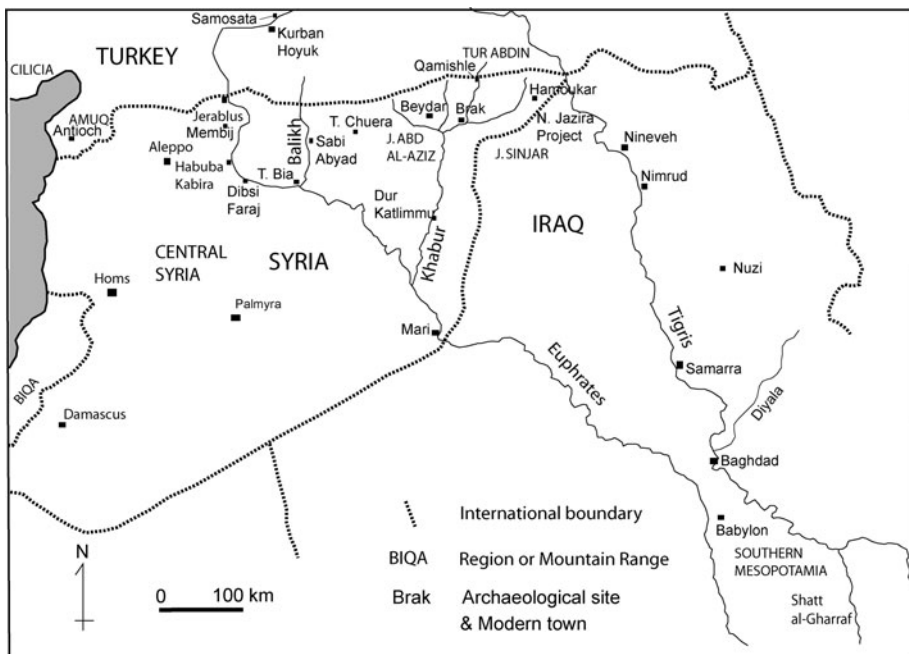 Samosata
Kurban
Hoyuk
TURKEY
TUR ABDIN
CILICIA
Qamishle
Hamoukar
AMUQ
Antioch
Jerablus
Membij
Beydar
Brak
T. Chuera
N. Jazira
Project
Balikh
Sabi
Abyad
J. ABD
AL-AZIZ
J. SINJAR
Nineveh
Aleppo
Habuba
Kabira
T. Bia
Dibsi
Faraj
Nimrud
Dur
Katlimmu
Khabur
IRAQ
CENTRAL
SYRIA
SYRIA
Nuzi
Homs
Palmyra
Mari
Tigris
Euphrates
Samarra
BIQA
Diyala
Damascus
Baghdad
International boundary
Babylon
N
BIQA Region or Mountain Range
SOUTHERN
MESOPOTAMIA
0 100 km
Brak Archaeological site
& Modern town
Shatt
al-Gharraf